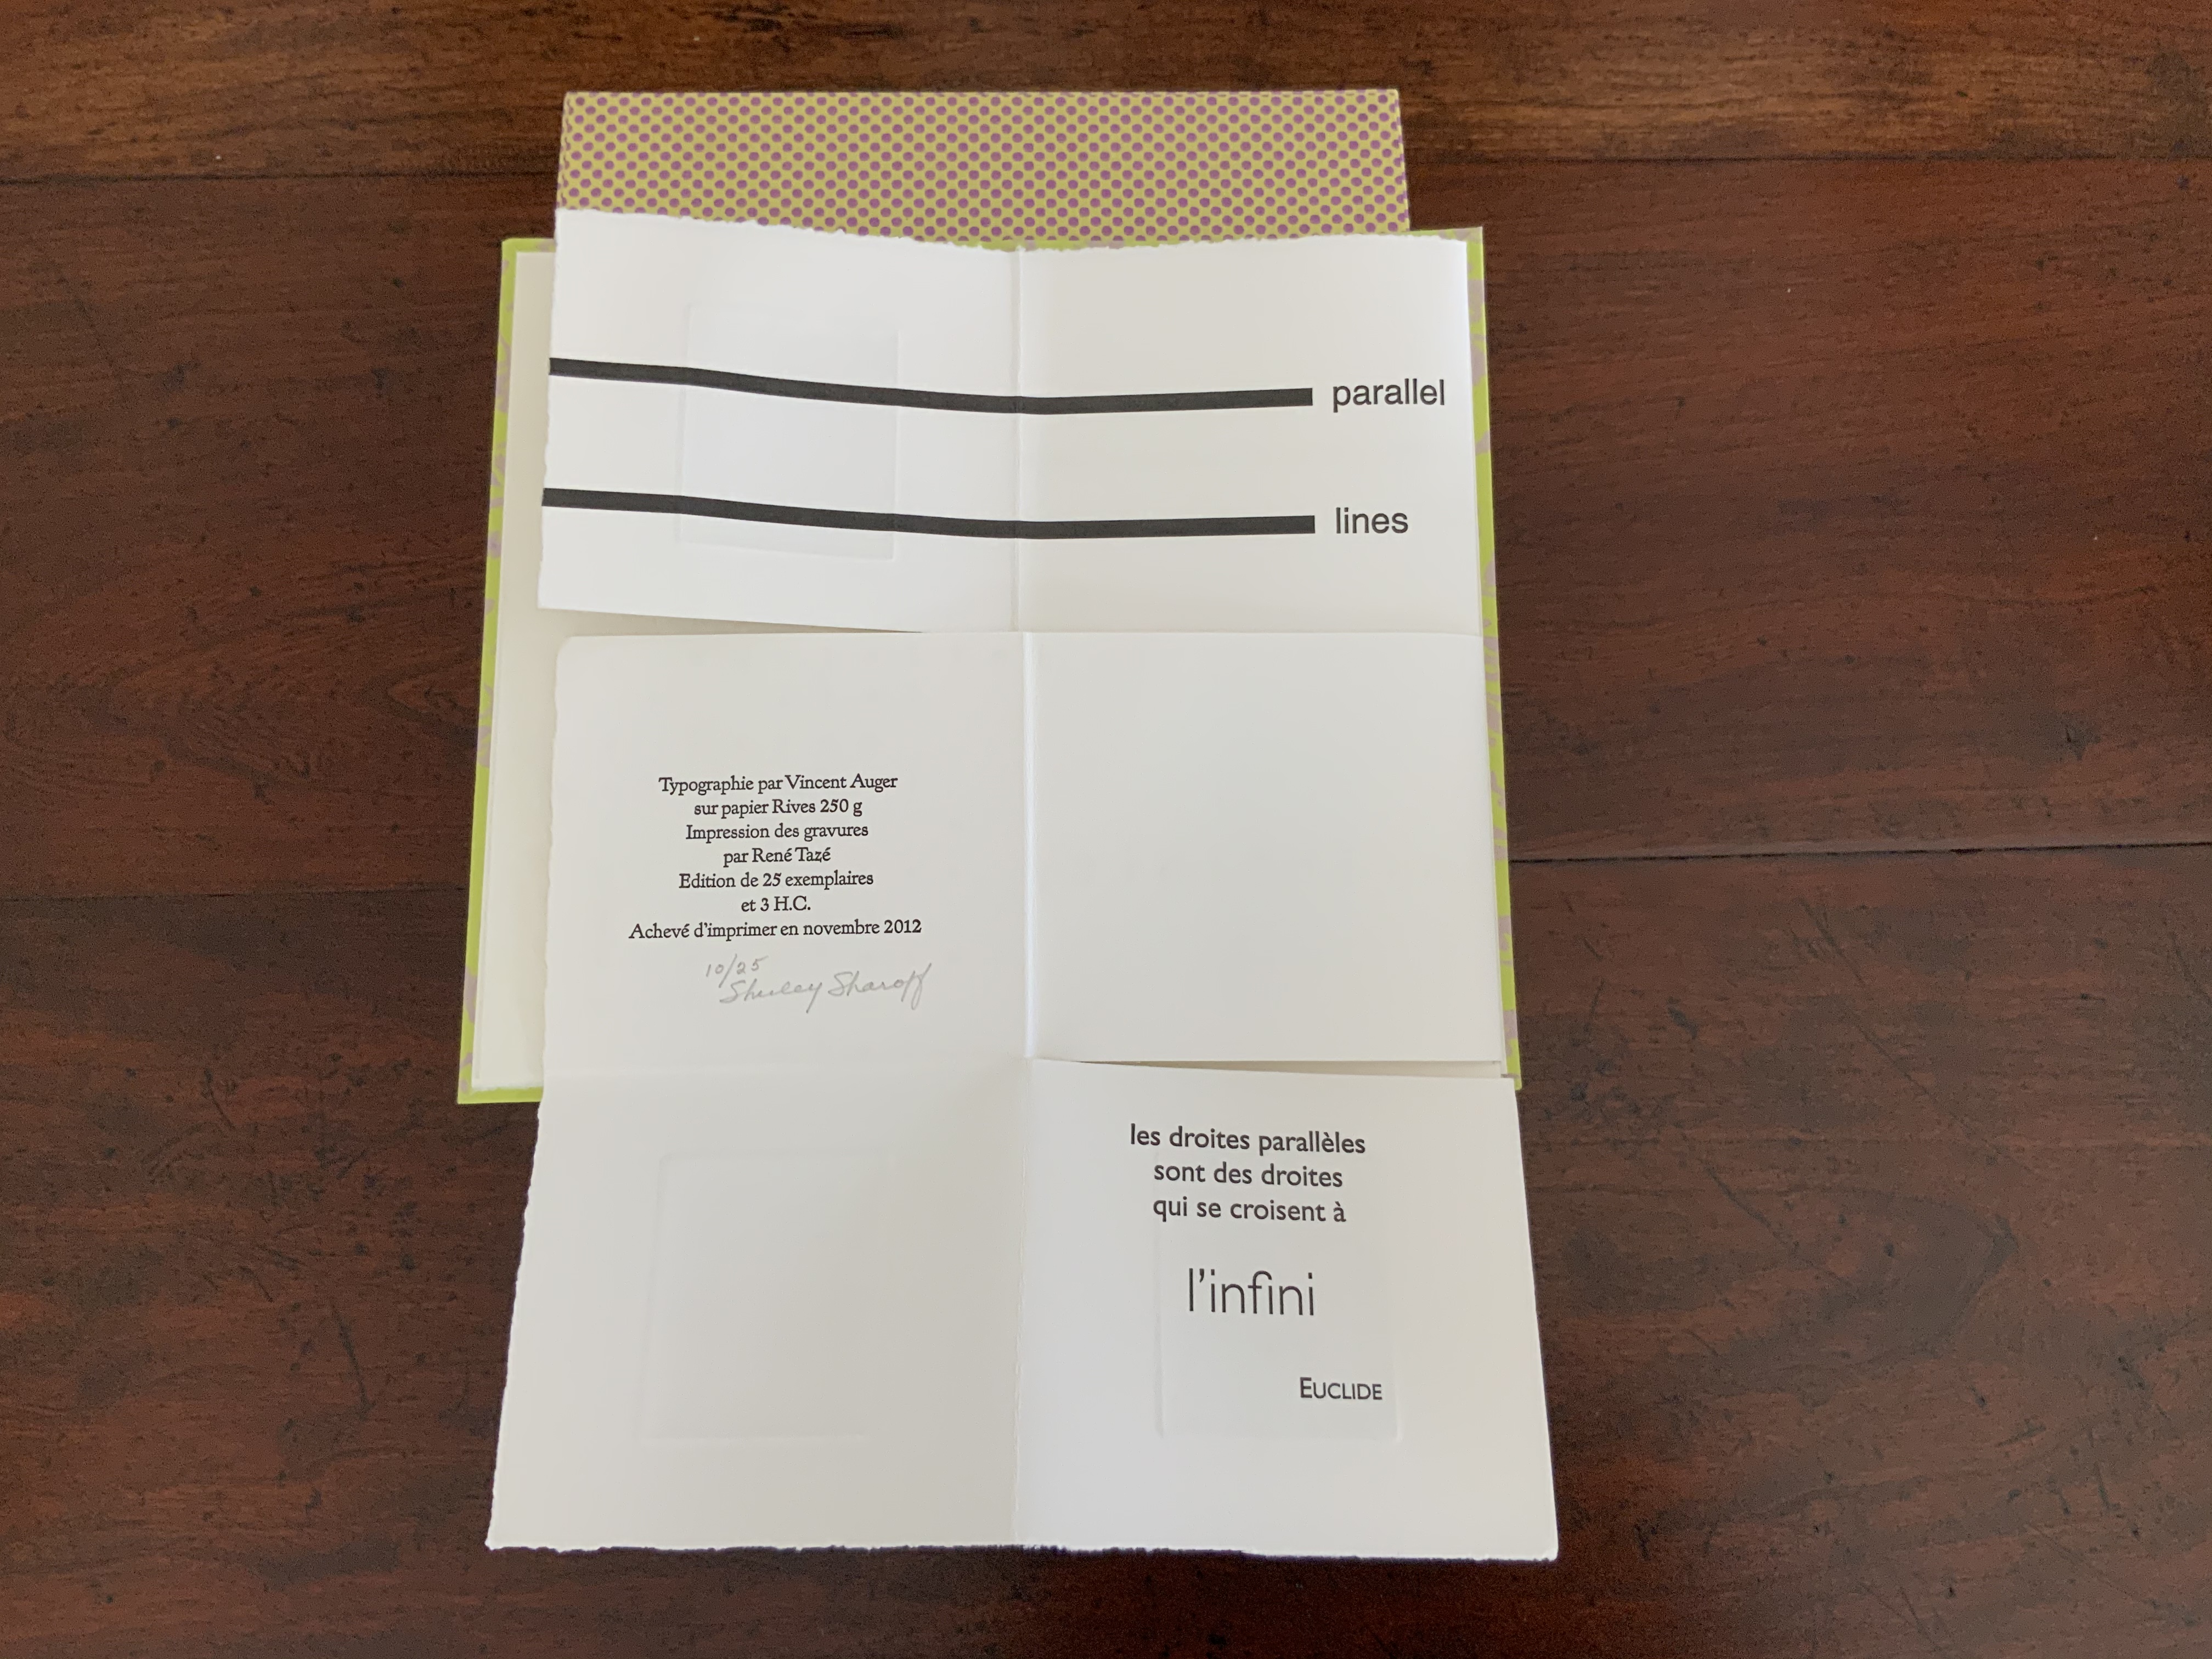 parallel
lines
Typographie par Vincent Auger
sur papier Rives 250 g
Impression des gravures
par René Tazé
Edition de 25 exemplaires
et 3 H.C.
Achevé d'imprimer en novembre 2012
10/25
Shirley Sharoff
les droites parallèles
sont des droites
qui se croisent à
l'infini
EUCLIDE